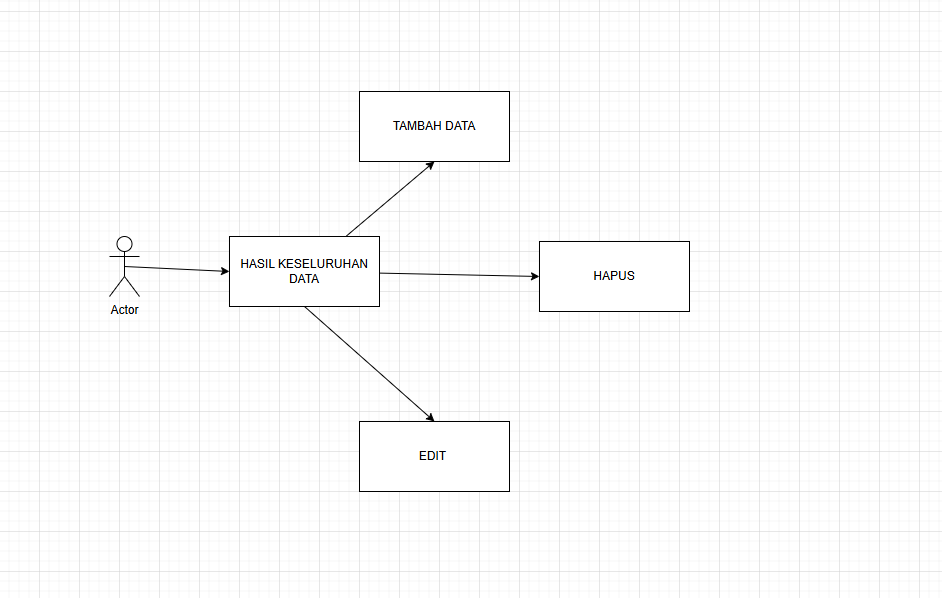 TAMBAH DATA
HASIL KESELURUHAN
DATA
HAPUS
Actor
EDIT